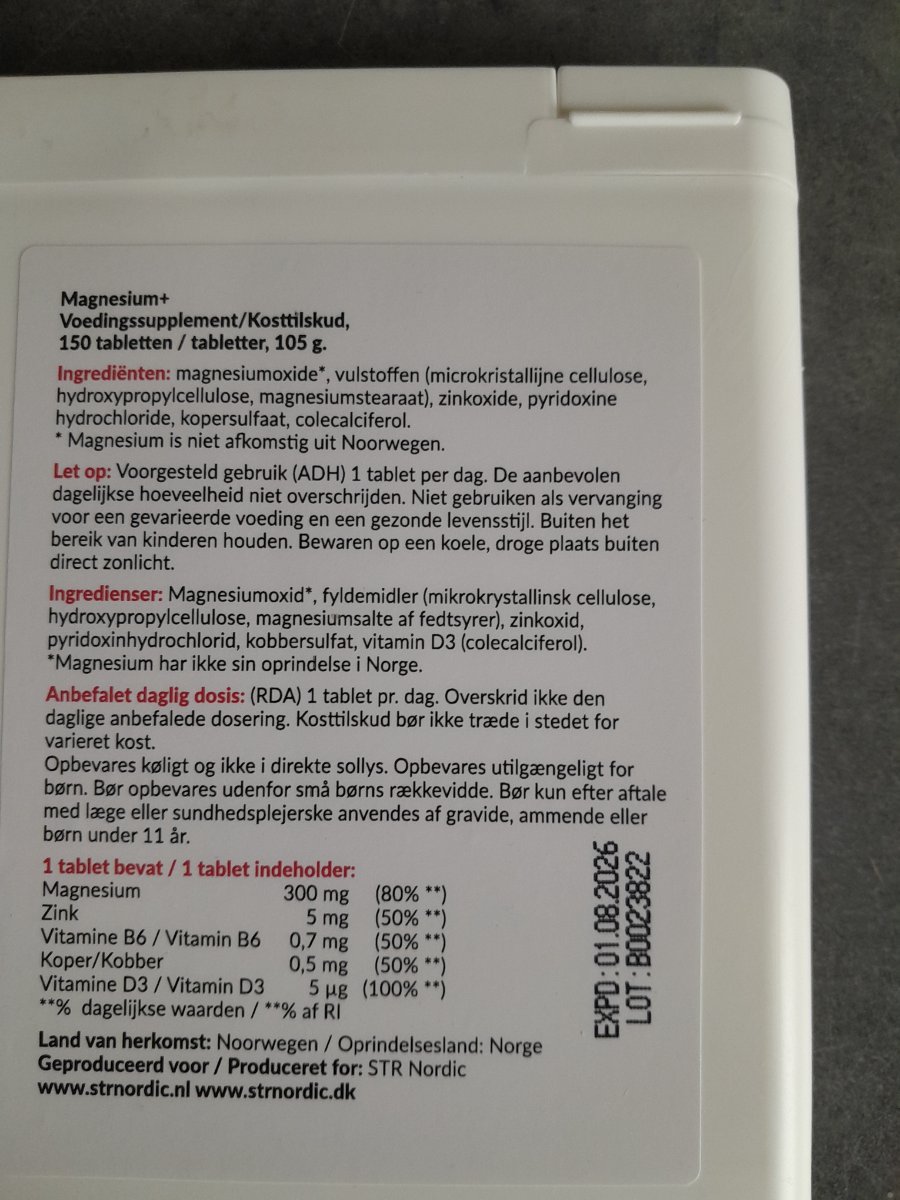 Magnesium+
Voedingssupplement/Kosttilskud,
150 tabletten / tabletter, 105 g.
Ingrediënten: magnesiumoxide*, vulstoffen (microkristallijne cellulose,
hydroxypropylcellulose, magnesiumstearaat), zinkoxide, pyridoxine
hydrochloride, kopersulfaat, colecalciferol.
* Magnesium is niet afkomstig uit Noorwegen.
Let op: Voorgesteld gebruik (ADH) 1 tablet per dag. De aanbevolen
dagelijkse hoeveelheid niet overschrijden. Niet gebruiken als vervanging
voor een gevarieerde voeding en een gezonde levensstijl. Buiten het
bereik van kinderen houden. Bewaren op een koele, droge plaats buiten
direct zonlicht.
Ingredienser: Magnesiumoxid*, fyldemidler (mikrokrystallinsk cellulose,
hydroxypropylcellulose, magnesiumsalte af fedtsyrer), zinkoxid,
pyridoxinhydrochlorid, kobbersulfat, vitamin D3 (colecalciferol).
*Magnesium har ikke sin oprindelse i Norge.
Anbefalet daglig dosis: (RDA) 1 tablet pr. dag. Overskrid ikke den
daglige anbefalede dosering. Kosttilskud bør ikke træde i stedet for
varieret kost.
Opbevares køligt og ikke i direkte sollys. Opbevares utilgængeligt for
børn. Bør opbevares udenfor små børns rækkevidde. Bør kun efter aftale
med læge eller sundhedsplejerske anvendes af gravide, ammende eller
børn under 11 år.
1 tablet bevat / 1 tablet indeholder:
Magnesium 300 mg (80% **)
Zink 5 mg (50% **)
Vitamine B6 / Vitamin B6 0,7 mg (50% **)
Koper/Kobber 0,5 mg (50% **)
Vitamine D3 / Vitamin D3 5 µg (100% **)
**% dagelijkse waarden / **% af RI
Land van herkomst: Noorwegen / Oprindelsesland: Norge
Geproduceerd voor / Produceret for: STR Nordic
www.strnordic.nl www.strnordic.dk
EXPD: 01.08.2026
LOT: B0023822